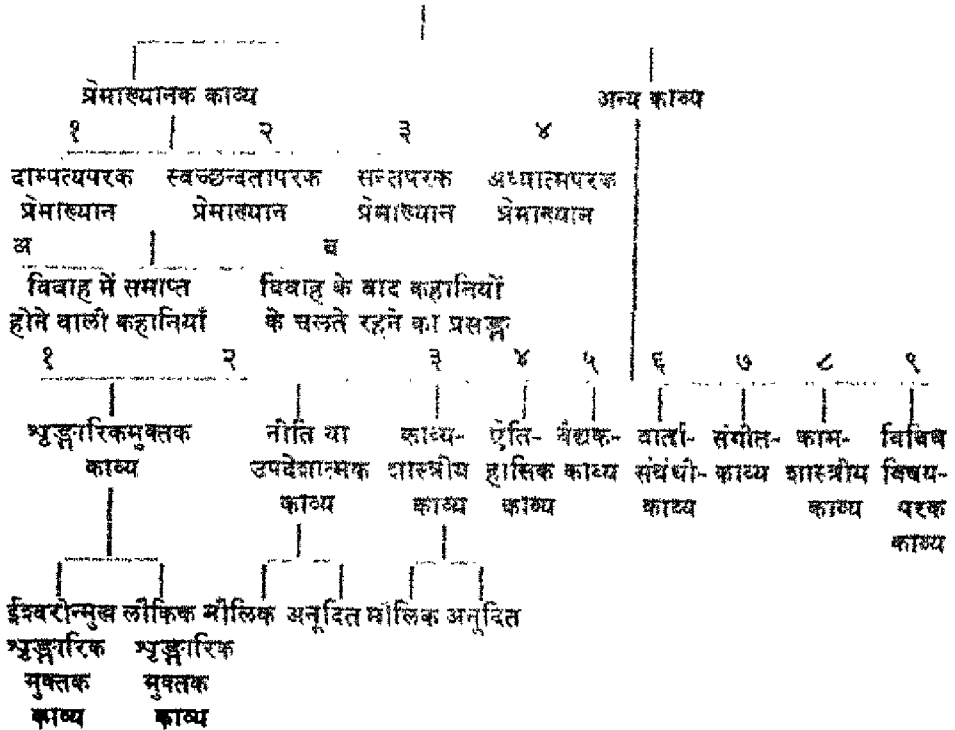 प्रेमाख्यानक काव्य अन्य काव्य
१ २ ३ ४
दाम्पत्यपरक स्वच्छन्दतापरक सन्तपरक अध्यात्मपरक
प्रेमाख्यान प्रेमाख्यान प्रेमाख्यान प्रेमाख्यान
अ ब
विवाह में समाप्त विवाह के बाद कहानियों
होने वाली कहानियाँ के चलते रहने का प्रसङ्ग
१ २ ३ ४ ५ ६ ७ ८ ९
शृङ्गारिकमुक्तक नीति या काव्य- ऐति- वैद्यक- वार्ता- संगीत- काम- विविध
काव्य उपदेशात्मक शास्त्रीय हासिक काव्य संबंधी- काव्य शास्त्रीय विषय-
काव्य काव्य काव्य काव्य काव्य परक
काव्य
ईश्वरोन्मुख लौकिक मौलिक अनूदित मौलिक अनूदित
शृङ्गारिक शृङ्गारिक
मुक्तक मुक्तक
काव्य काव्य